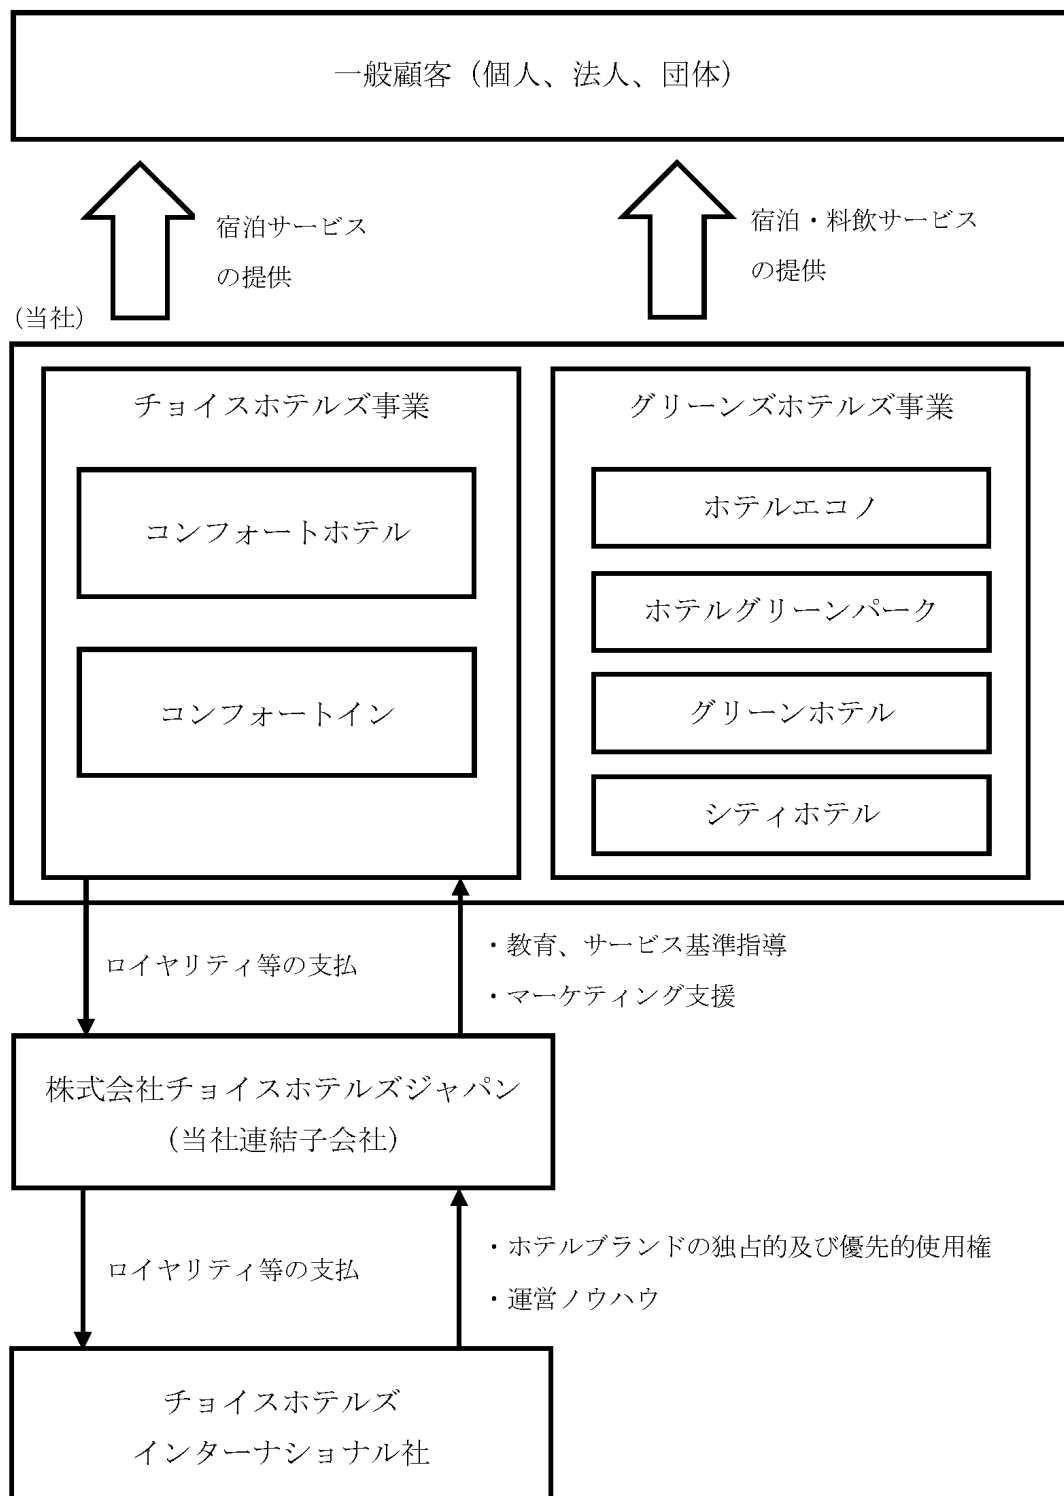 一般顧客（個人、法人、団体）
宿泊サービス
の提供
宿泊・料飲サービス
の提供
（当社）
チョイスホテルズ事業
コンフォートホテル
コンフォートイン
グリーンズホテルズ事業
ホテルエコノ
ホテルグリーンパーク
グリーンホテル
シティホテル
ロイヤリティ等の支払
・教育、サービス基準指導
・マーケティング支援
株式会社チョイスホテルズジャパン
（当社連結子会社）
ロイヤリティ等の支払
・ホテルブランドの独占的及び優先的使用権
・運営ノウハウ
チョイスホテルズ
インターナショナル社